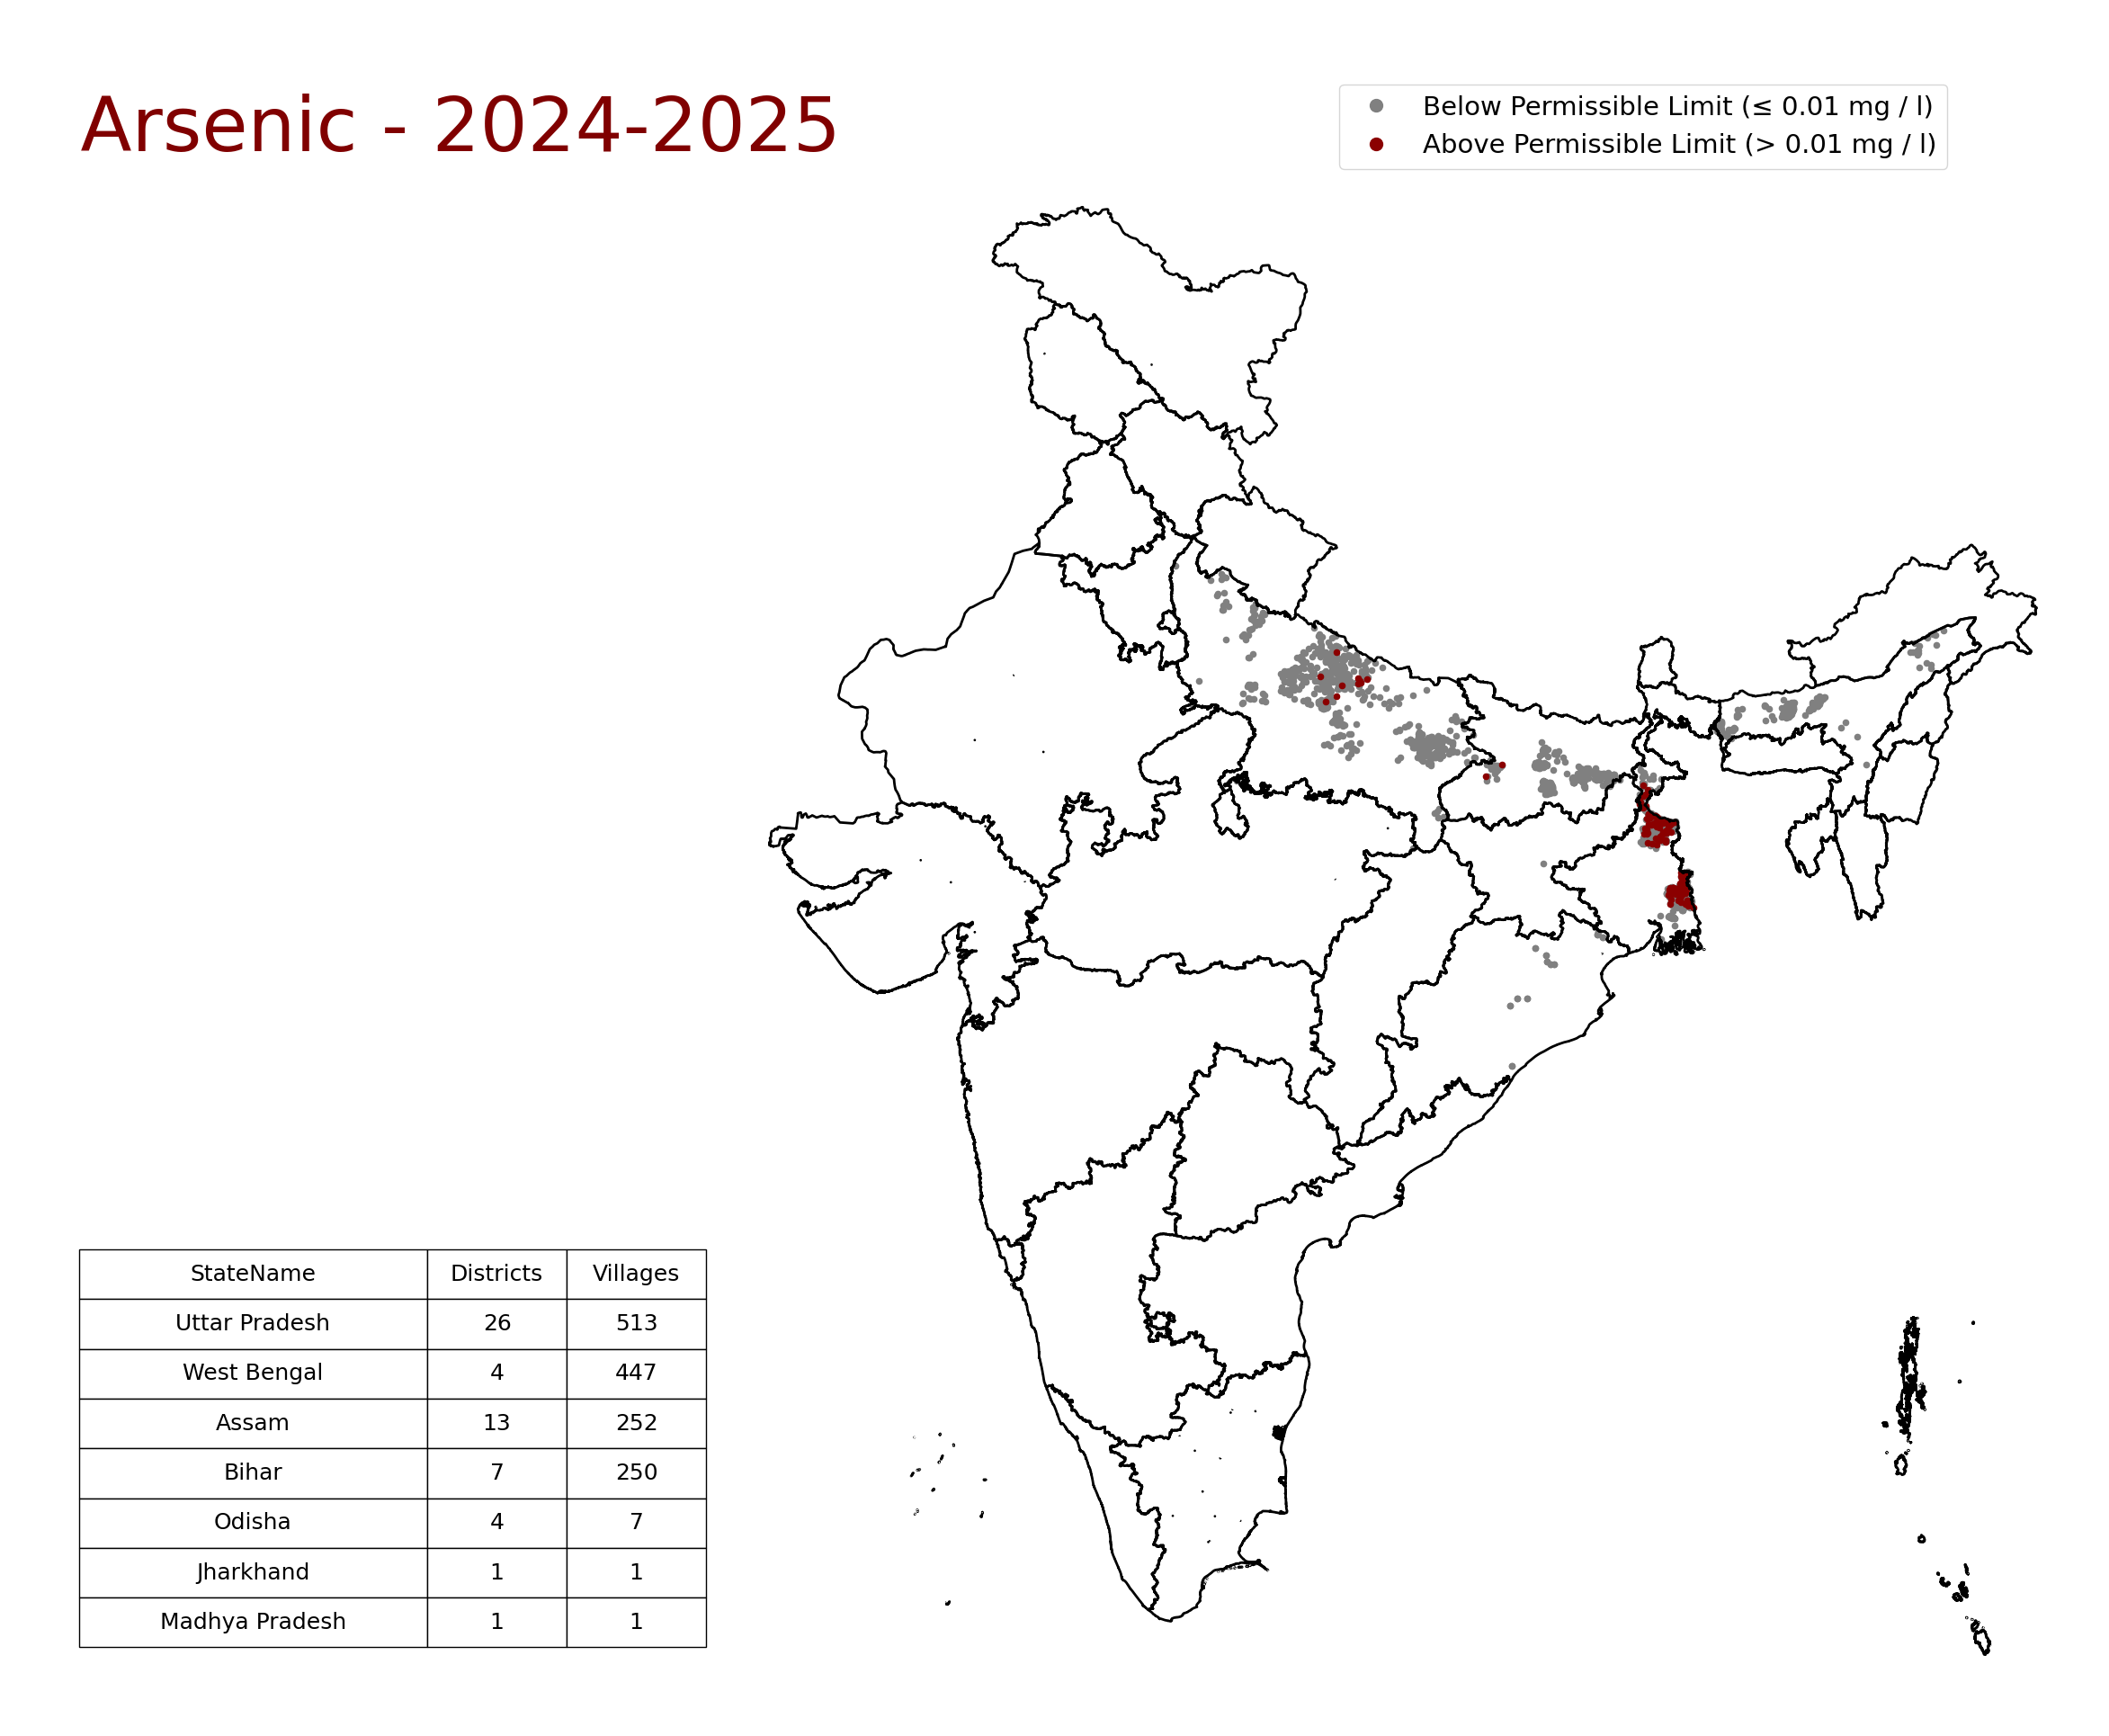 Arsenic - 2024-2025
Below Permissible Limit (≤ 0.01 mg / l)
Above Permissible Limit (> 0.01 mg / l)
StateName Districts Villages
Uttar Pradesh 26 513
West Bengal 4 447
Assam 13 252
Bihar 7 250
Odisha 4 7
Jharkhand 1 1
Madhya Pradesh 1 1